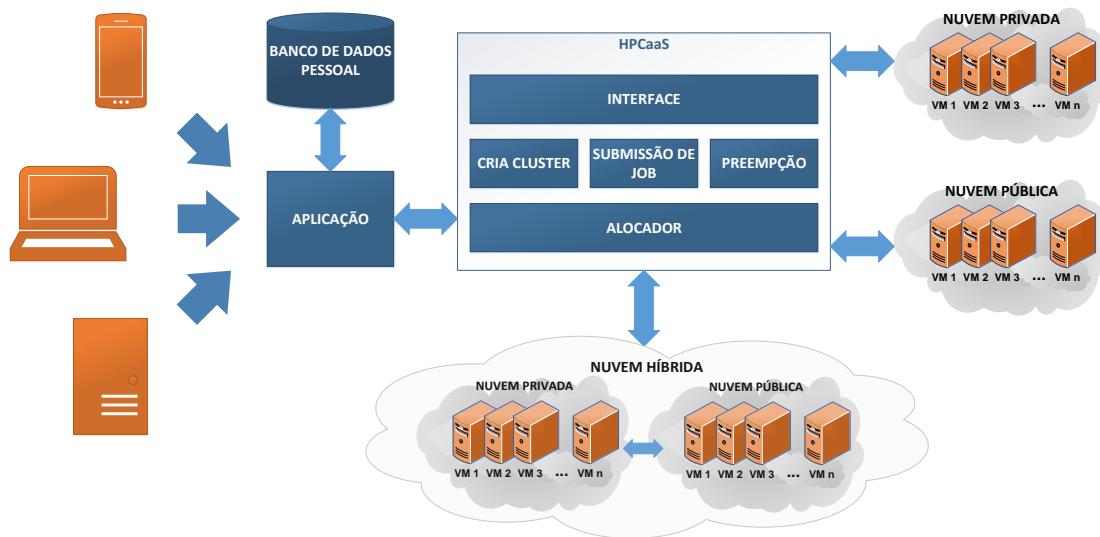 BANCO DE DADOS
PESSOAL
APLICAÇÃO
HPCaaS
INTERFACE
CRIA CLUSTER
SUBMISSÃO DE
JOB
PREEMPÇÃO
ALOCADOR
NUVEM PRIVADA
VM 1 VM 2 VM 3 ... VM n
NUVEM PÚBLICA
VM 1 VM 2 VM 3 ... VM n
NUVEM HÍBRIDA
NUVEM PRIVADA
VM 1 VM 2 VM 3 ... VM n
NUVEM PÚBLICA
VM 1 VM 2 VM 3 ... VM n